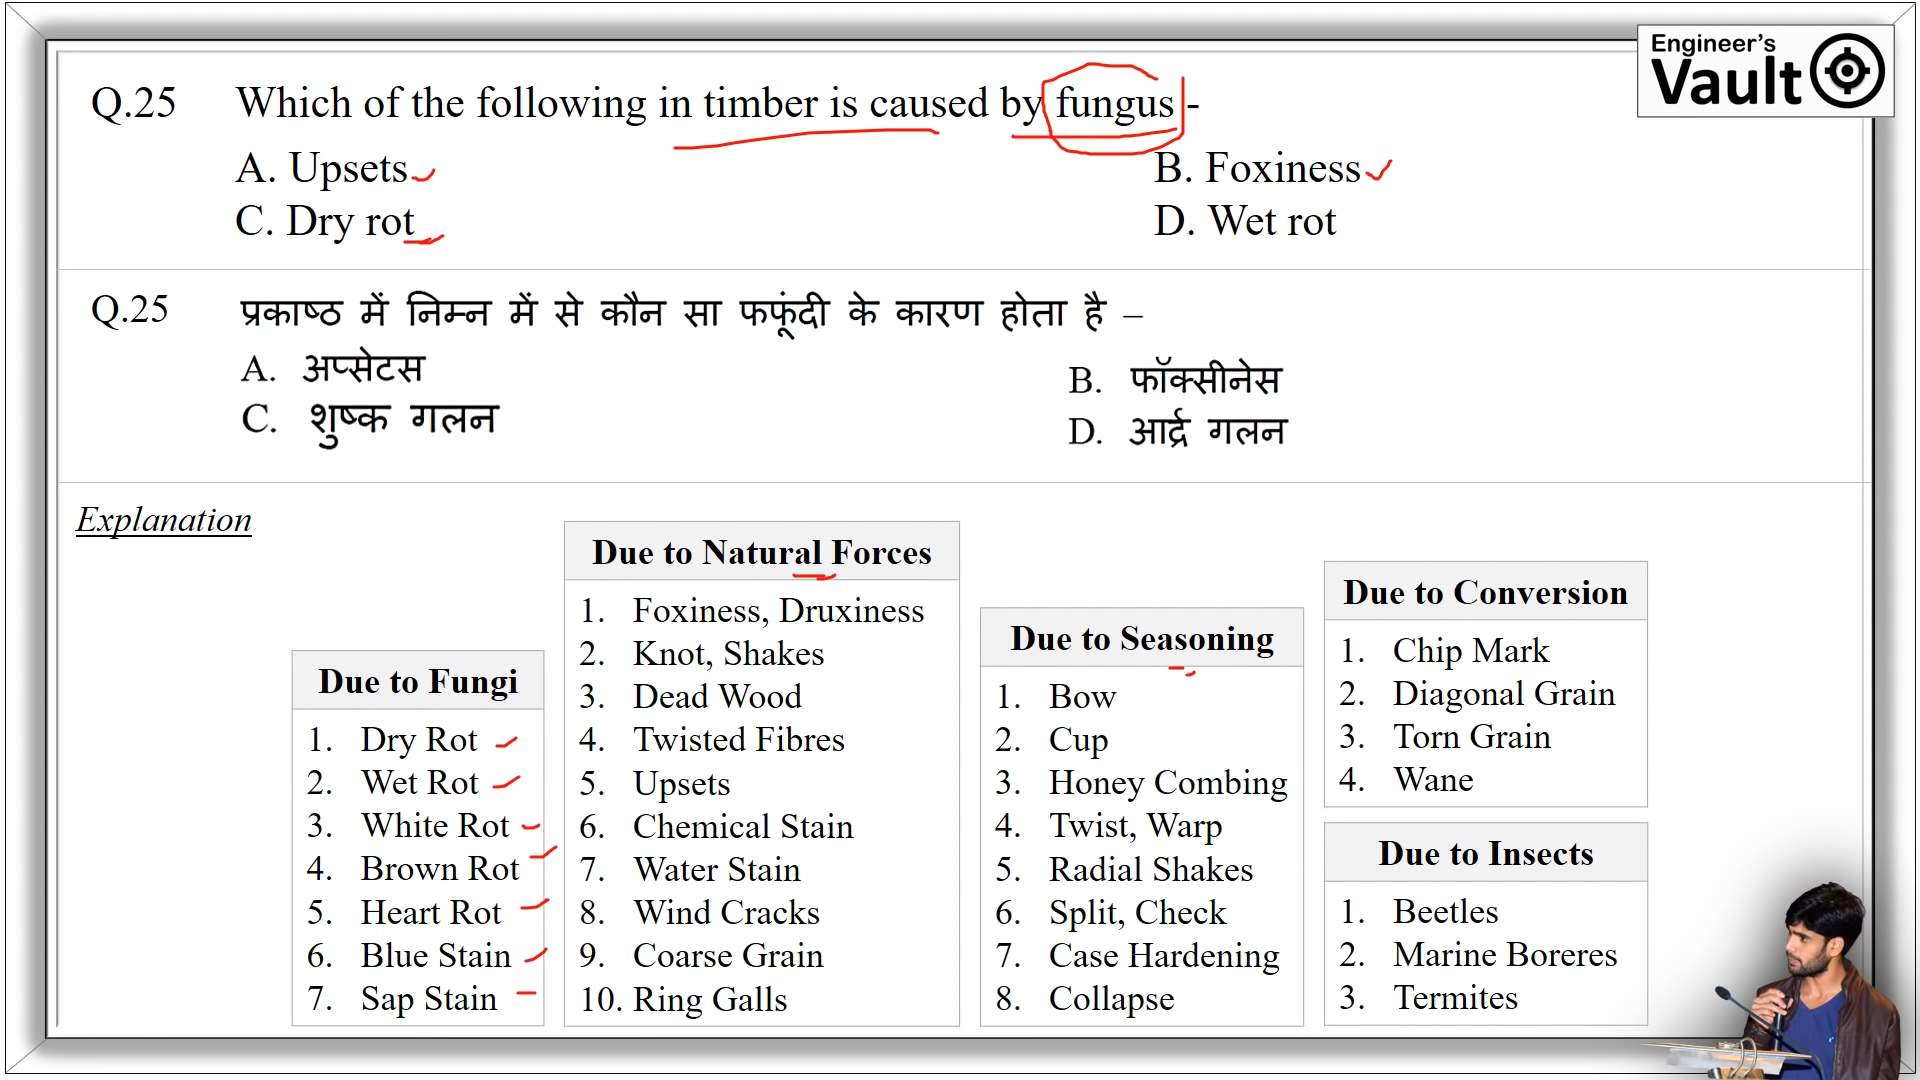 Engineer's
Vault
Q.25 Which of the following in timber is caused by fungus -
A. Upsets B. Foxiness
C. Dry rot D. Wet rot
Q.25 प्रकाष्ठ में निम्न में से कौन सा फफूंदी के कारण होता है –
A. अप्सेटस B. फॉक्सीनेस
C. शुष्क गलन D. आर्द्र गलन
Explanation
Due to Fungi
1. Dry Rot
2. Wet Rot
3. White Rot
4. Brown Rot
5. Heart Rot
6. Blue Stain
7. Sap Stain
Due to Natural Forces
1. Foxiness, Druxiness
2. Knot, Shakes
3. Dead Wood
4. Twisted Fibres
5. Upsets
6. Chemical Stain
7. Water Stain
8. Wind Cracks
9. Coarse Grain
10. Ring Galls
Due to Seasoning
1. Bow
2. Cup
3. Honey Combing
4. Twist, Warp
5. Radial Shakes
6. Split, Check
7. Case Hardening
8. Collapse
Due to Conversion
1. Chip Mark
2. Diagonal Grain
3. Torn Grain
4. Wane
Due to Insects
1. Beetles
2. Marine Boreres
3. Termites